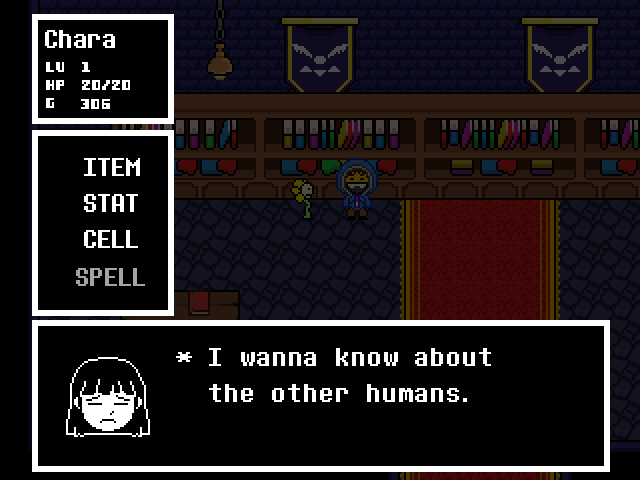 Chara
LV 1
HP 20/20
G 306
ITEM
STAT
CELL
SPELL
* I wanna know about
the other humans.